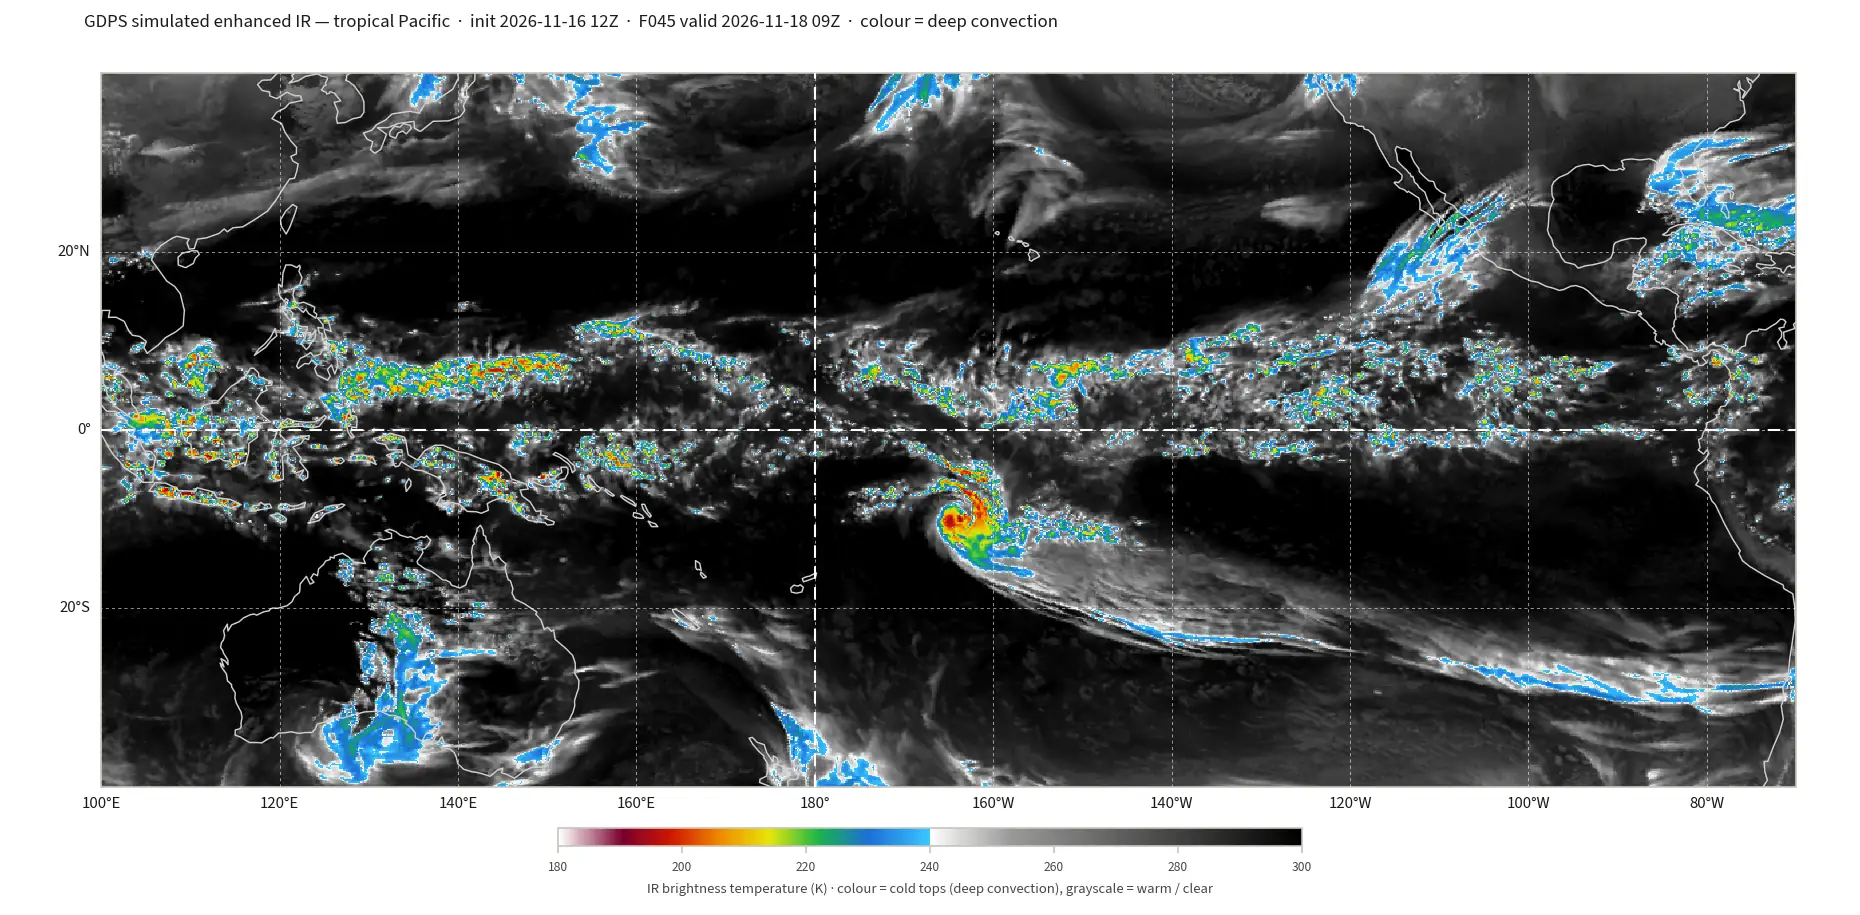 GDPS simulated enhanced IR — tropical Pacific · init 2026-11-16 12Z · F045 valid 2026-11-18 09Z · colour = deep convection
20°N
0°
20°S
100°E 120°E 140°E 160°E 180° 160°W 140°W 120°W 100°W 80°W
180 200 220 240 260 280 300
IR brightness temperature (K) · colour = cold tops (deep convection), grayscale = warm / clear